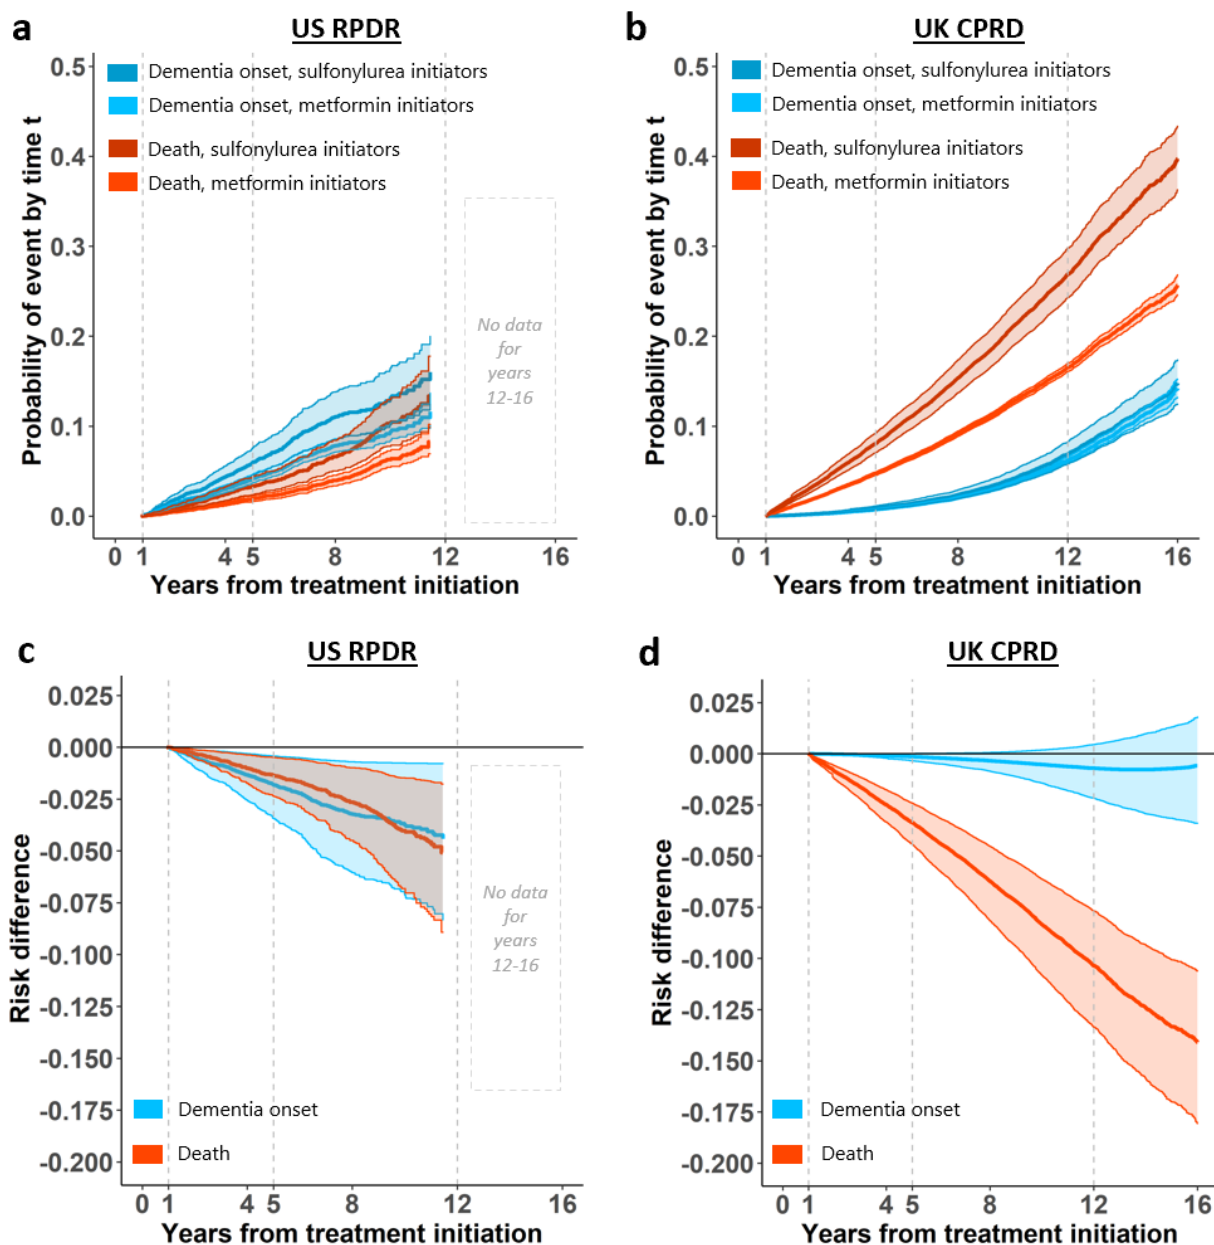 a
US RPDR
Probability of event by time t
0.5
0.4
0.3
0.2
0.1
0.0
Dementia onset, sulfonylurea initiators
Dementia onset, metformin initiators
Death, sulfonylurea initiators
Death, metformin initiators
No data
for
years
12-16
0 1 4 5 8 12 16
Years from treatment initiation
b
UK CPRD
Probability of event by time t
0.5
0.4
0.3
0.2
0.1
0.0
Dementia onset, sulfonylurea initiators
Dementia onset, metformin initiators
Death, sulfonylurea initiators
Death, metformin initiators
0 1 4 5 8 12 16
Years from treatment initiation
c
US RPDR
Risk difference
0.025
0.000
-0.025
-0.050
-0.075
-0.100
-0.125
-0.150
-0.175
-0.200
No data
for
years
12-16
Dementia onset
Death
0 1 4 5 8 12 16
Years from treatment initiation
d
UK CPRD
Risk difference
0.025
0.000
-0.025
-0.050
-0.075
-0.100
-0.125
-0.150
-0.175
-0.200
Dementia onset
Death
0 1 4 5 8 12 16
Years from treatment initiation